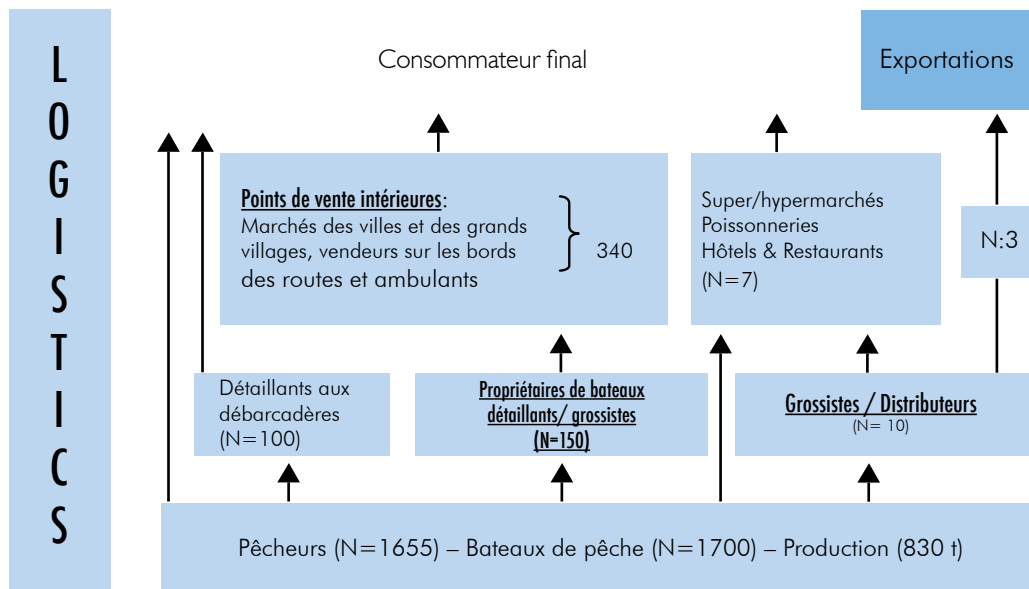 LOGISTICS
Consommateur final
Exportations
Points de vente intérieures:
Marchés des villes et des grands
villages, vendeurs sur les bords
des routes et ambulants
340
Super/hypermarchés
Poissonneries
Hôtels & Restaurants
(N=7)
N:3
Détaillants aux
débarcadères
(N=100)
Propriétaires de bateaux
détaillants/ grossistes
(N=150)
Grossistes / Distributeurs
(N= 10)
Pêcheurs (N=1655) – Bateaux de pêche (N=1700) – Production (830 t)